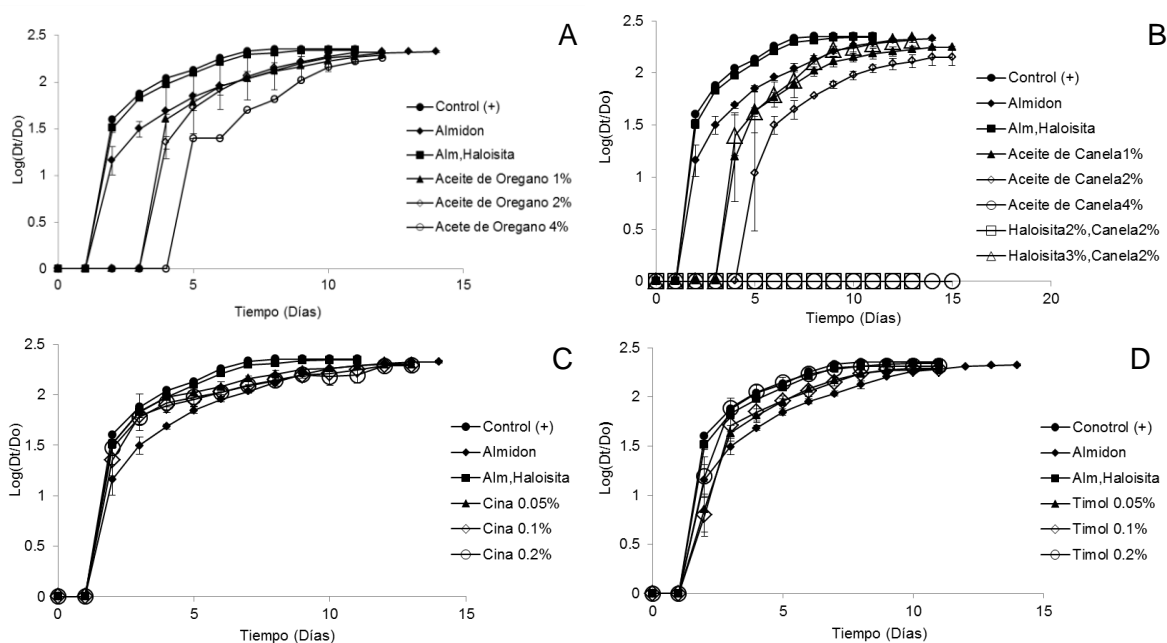 A
2.5
2
1.5
1
0.5
0
Log(Dt/Do)
0
5
10
15
Tiempo (Días)
Control (+)
Almidon
Alm,Haloisita
Aceite de Oregano 1%
Aceite de Oregano 2%
Acete de Oregano 4%
B
2.5
2
1.5
1
0.5
0
Log(Dt/Do)
0
5
10
15
20
Tiempo (Días)
Control (+)
Almidon
Alm,Haloisita
Aceite de Canela1%
Aceite de Canela2%
Aceite de Canela4%
Haloisita2%,Canela2%
Haloisita3%,Canela2%
C
2.5
2
1.5
1
0.5
0
Log(Dt/Do)
0
5
10
15
Tiempo (Días)
Control (+)
Almidon
Alm,Haloisita
Cina 0.05%
Cina 0.1%
Cina 0.2%
D
2.5
2
1.5
1
0.5
0
Log(Dt/Do)
0
5
10
15
Tiempo (Días)
Conotrol (+)
Almidon
Alm,Haloisita
Timol 0.05%
Timol 0.1%
Timol 0.2%